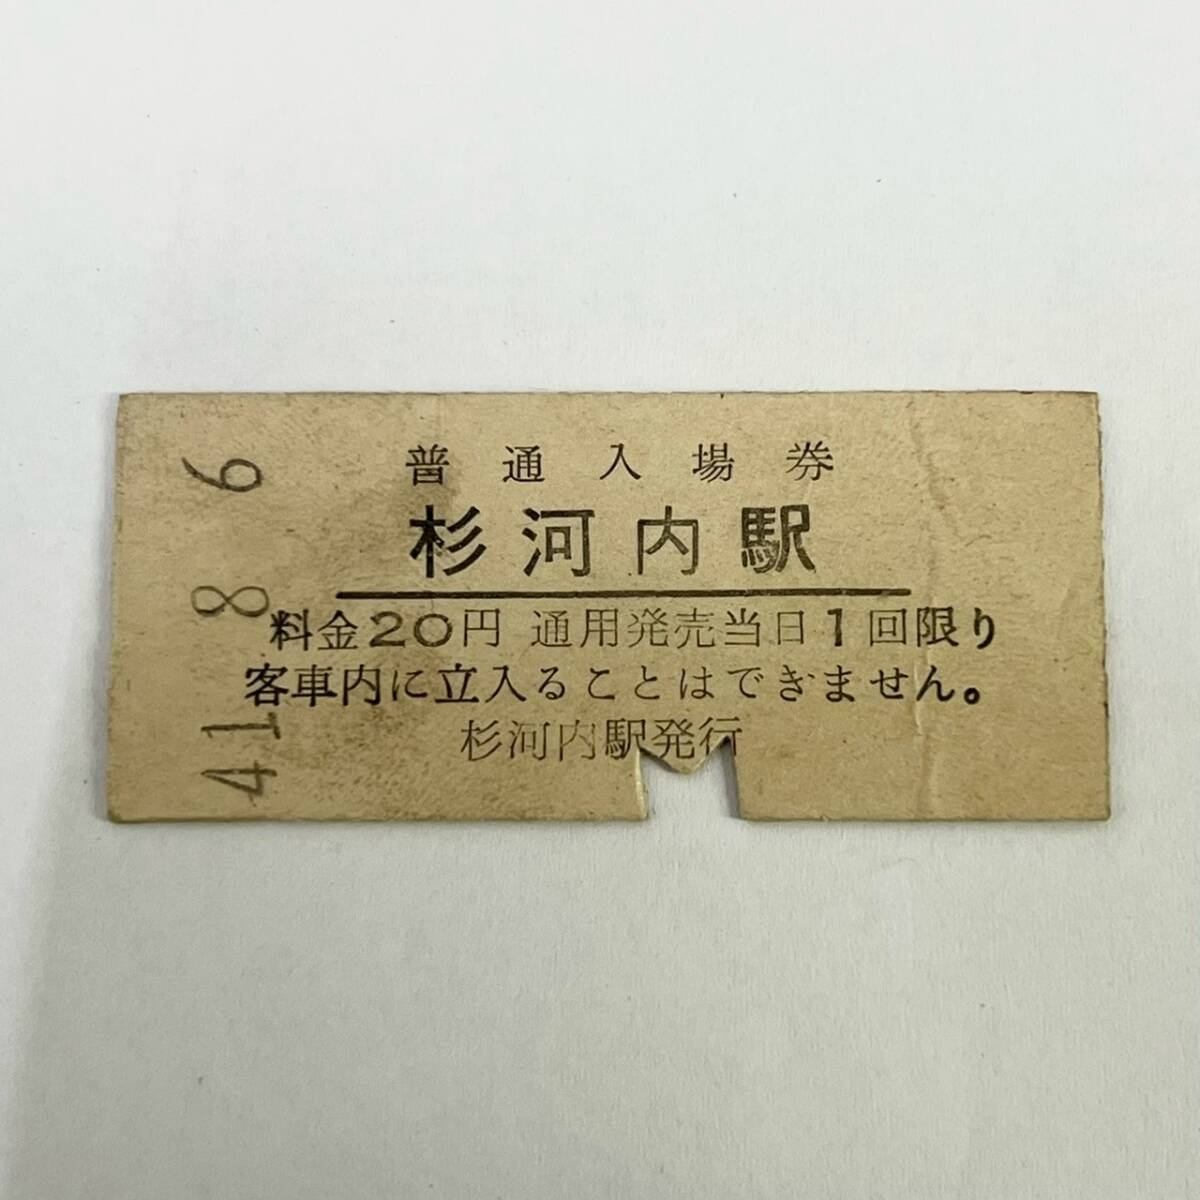 普通入場券
杉河内駅
料金20円 通用発売当日1回限り
客車内に立入ることはできません。
杉河内駅発行
41 8 6